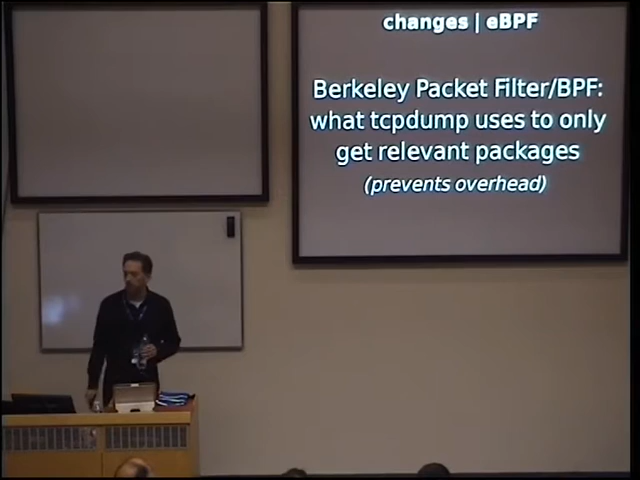 changes | eBPF
Berkeley Packet Filter/BPF:
what tcpdump uses to only
get relevant packages
(prevents overhead)